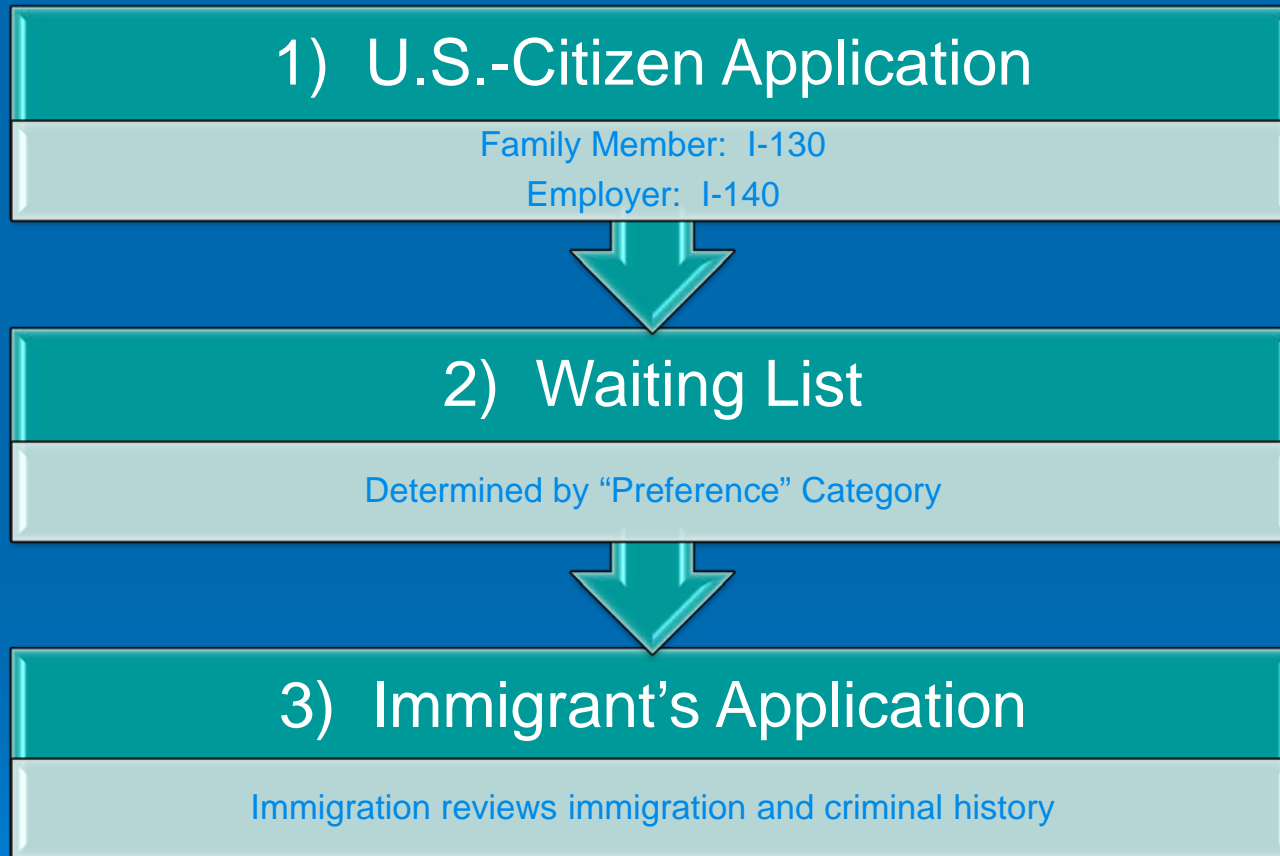 1) U.S.-Citizen Application
Family Member: I-130
Employer: I-140
2) Waiting List
Determined by “Preference” Category
3) Immigrant’s Application
Immigration reviews immigration and criminal history